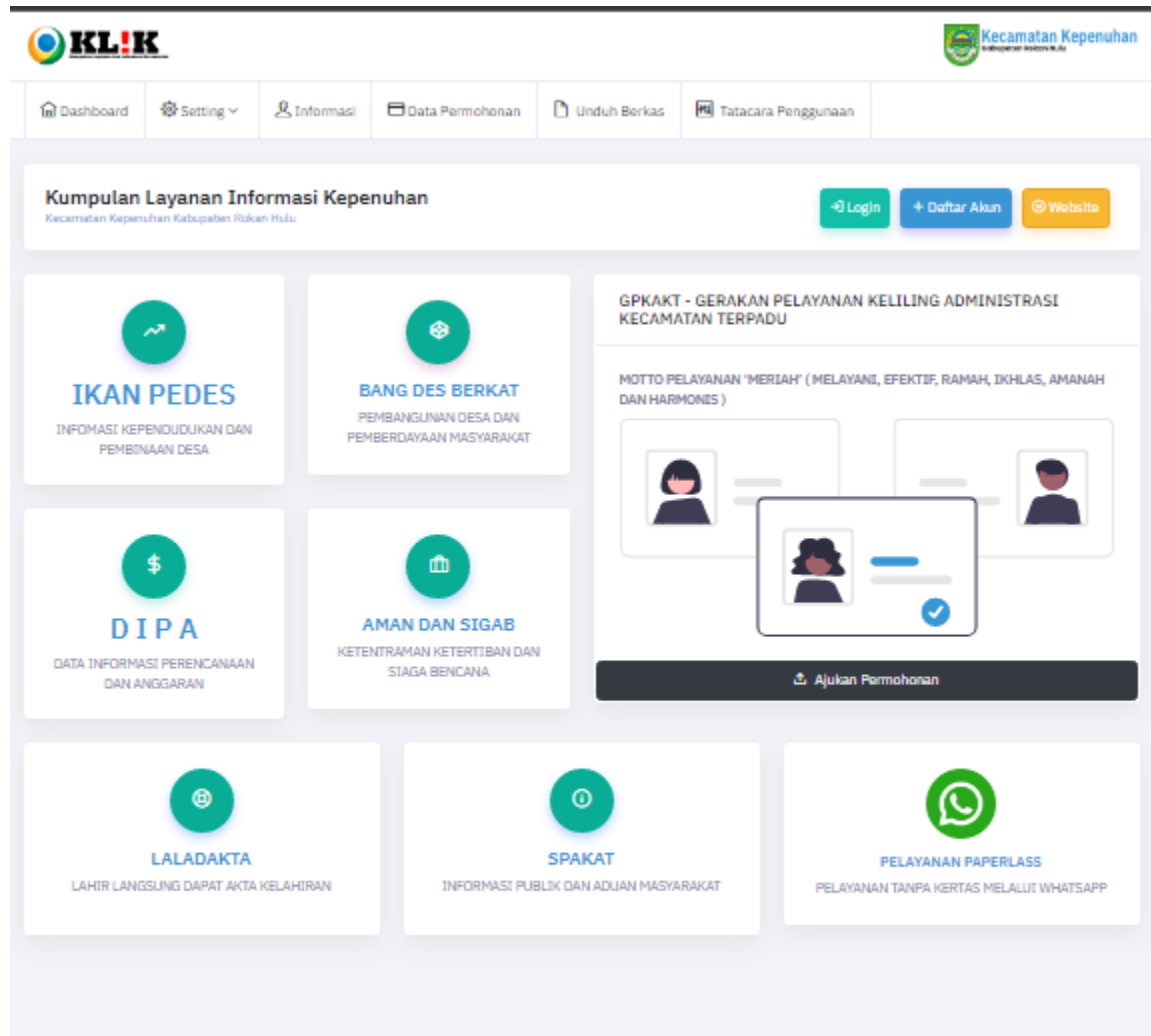 KL!K
Kecamatan Kepenuhan
Kabupaten Rokan Hulu
Dashboard
Setting
Informasi
Data Permohonan
Unduh Berkas
Tatacara Penggunaan
Kumpulan Layanan Informasi Kepenuhan
Kecamatan Kepenuhan Kabupaten Rokan Hulu
Login
+ Daftar Akun
Website
IKAN PEDES
INFOMASI KEPENDUDUKAN DAN
PEMBINAAN DESA
BANG DES BERKAT
PEMBANGUNAN DESA DAN
PEMBERDAYAAN MASYARAKAT
GPKAKT - GERAKAN PELAYANAN KELILING ADMINISTRASI
KECAMATAN TERPADU
MOTTO PELAYANAN "MERIAH" ( MELAYANI, EFEKTIF, RAMAH, IKHLAS, AMANAH
DAN HARMONIS )
D I P A
DATA INFORMASI PERENCANAAN
DAN ANGGARAN
AMAN DAN SIGAB
KETENTRAMAN KETERTIBAN DAN
SIAGA BENCANA
Ajukan Permohonan
LALADAKTA
LAHIR LANGSUNG DAPAT AKTA KELAHIRAN
SPAKAT
INFORMASI PUBLIK DAN ADUAN MASYARAKAT
PELAYANAN PAPERLASS
PELAYANAN TANPA KERTAS MELALUI WHATSAPP